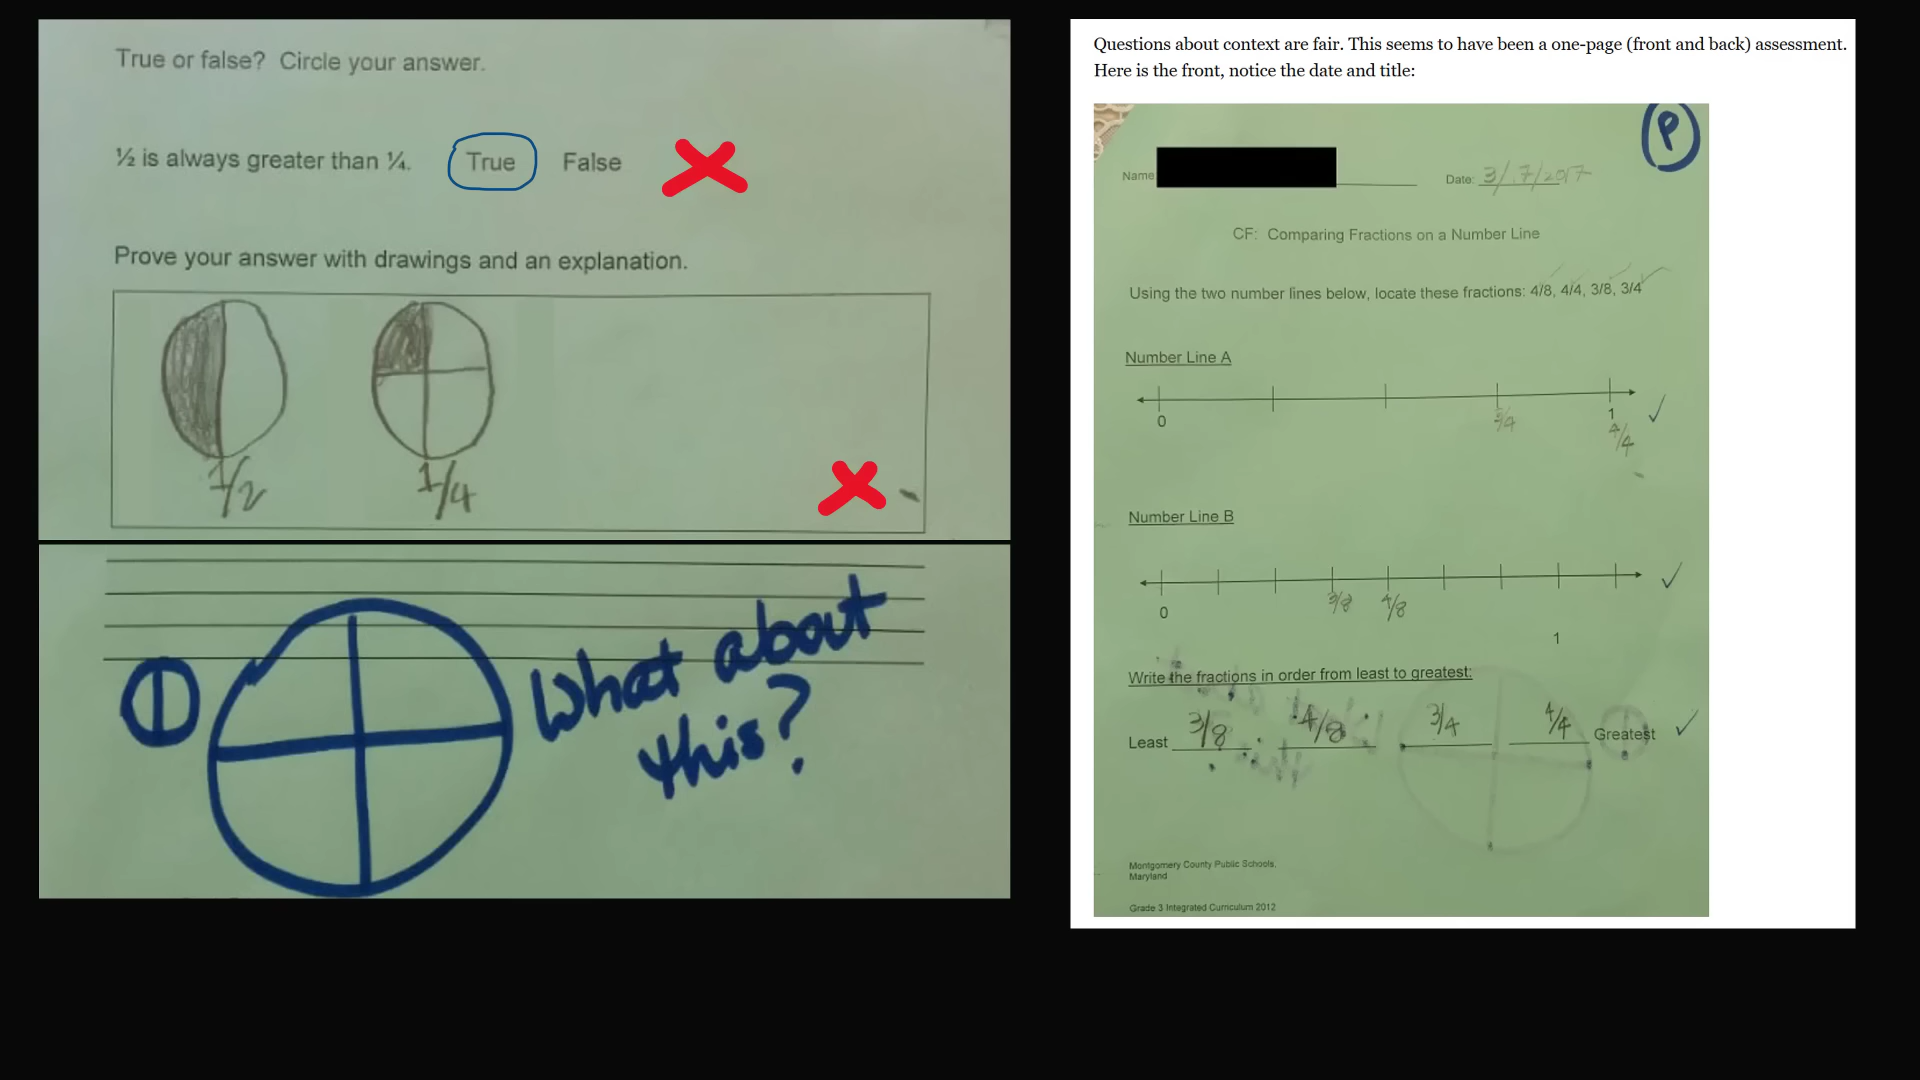 True or false? Circle your answer.
½ is always greater than ¼. True False
Prove your answer with drawings and an explanation.
1/2 1/4
What about
this?
Questions about context are fair. This seems to have been a one-page (front and back) assessment.
Here is the front, notice the date and title:
P
Name Date: 3/7/2017
CF: Comparing Fractions on a Number Line
Using the two number lines below, locate these fractions: 4/8, 4/4, 3/8, 3/4
Number Line A
0 3/4 1
4/4
Number Line B
0 3/8 4/8
1
Write the fractions in order from least to greatest:
Least 3/8 4/8 3/4 4/4 Greatest
Montgomery County Public Schools,
Maryland
Grade 3 Integrated Curriculum 2012